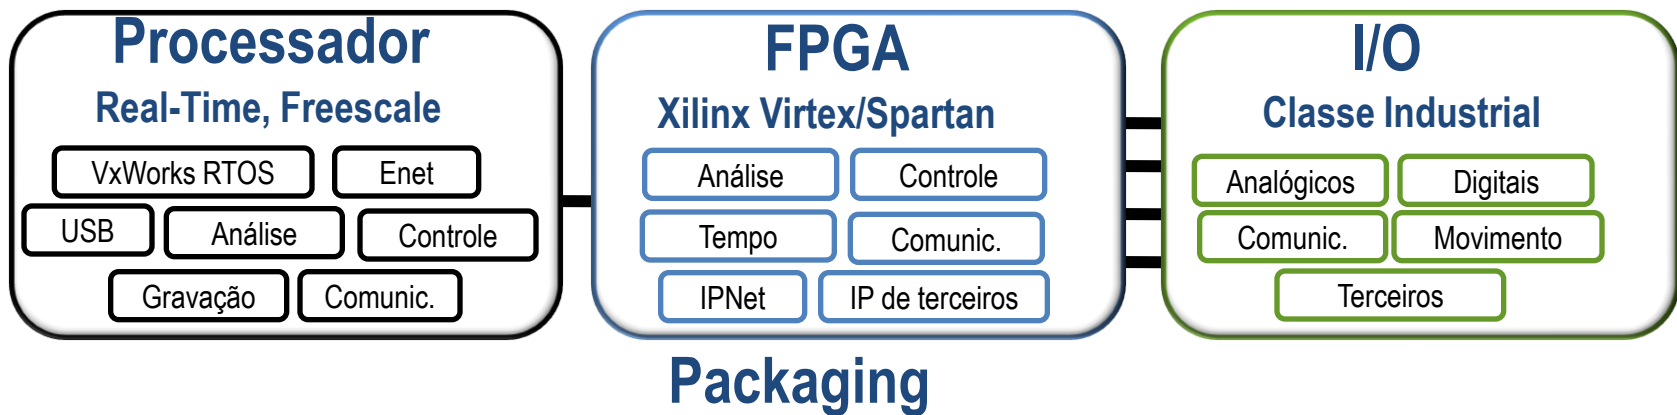 Processador
Real-Time, Freescale
VxWorks RTOS
Enet
USB
Análise
Controle
Gravação
Comunic.
FPGA
Xilinx Virtex/Spartan
Análise
Controle
Tempo
Comunic.
IPNet
IP de terceiros
I/O
Classe Industrial
Analógicos
Digitais
Comunic.
Movimento
Terceiros
Packaging